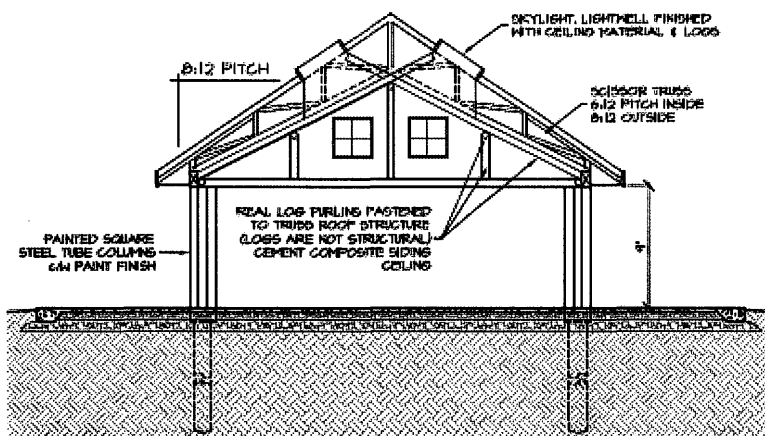 SKYLIGHT, LIGHTWELL FINISHED
WITH CEILING MATERIAL & LOGS
8:12 PITCH
SCISSOR TRUSS
6:12 PITCH INSIDE
8:12 OUTSIDE
REAL LOG PURLINS FASTENED
TO TRUSS ROOF STRUCTURE
(LOGS ARE NOT STRUCTURAL)
CEMENT COMPOSITE SIDING
CEILING
PAINTED SQUARE
STEEL TUBE COLUMNS
c/w PAINT FINISH